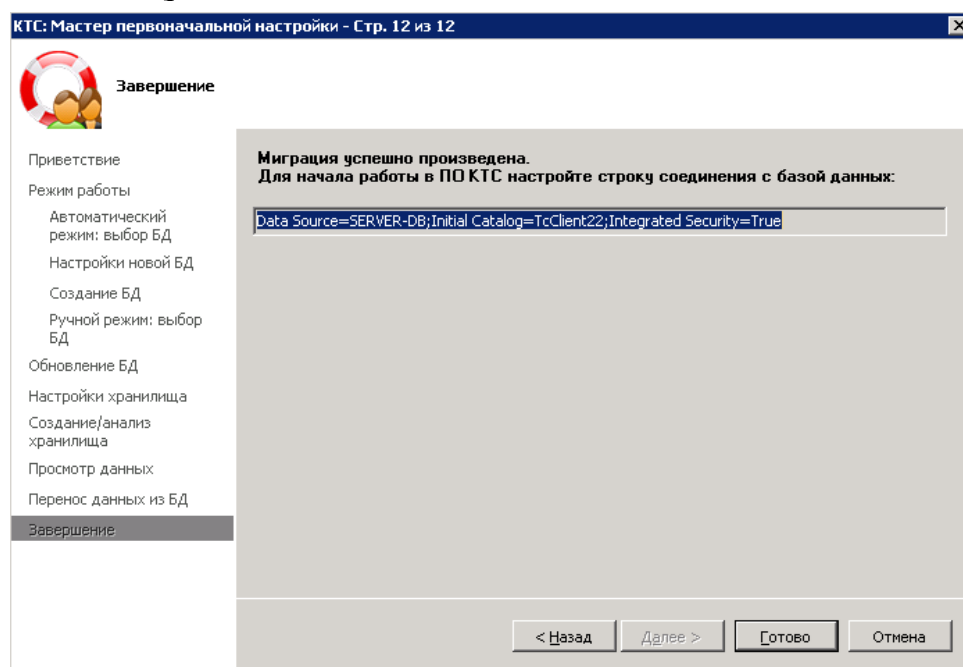 КТС: Мастер первоначальной настройки - Стр. 12 из 12
Завершение
Приветствие
Режим работы
Автоматический
режим: выбор БД
Настройки новой БД
Создание БД
Ручной режим: выбор
БД
Обновление БД
Настройки хранилища
Создание/анализ
хранилища
Просмотр данных
Перенос данных из БД
Завершение
Миграция успешно произведена.
Для начала работы в ПО КТС настройте строку соединения с базой данных:
Data Source=SERVER-DB;Initial Catalog=TcClient22;Integrated Security=True
< Назад
Далее >
Готово
Отмена